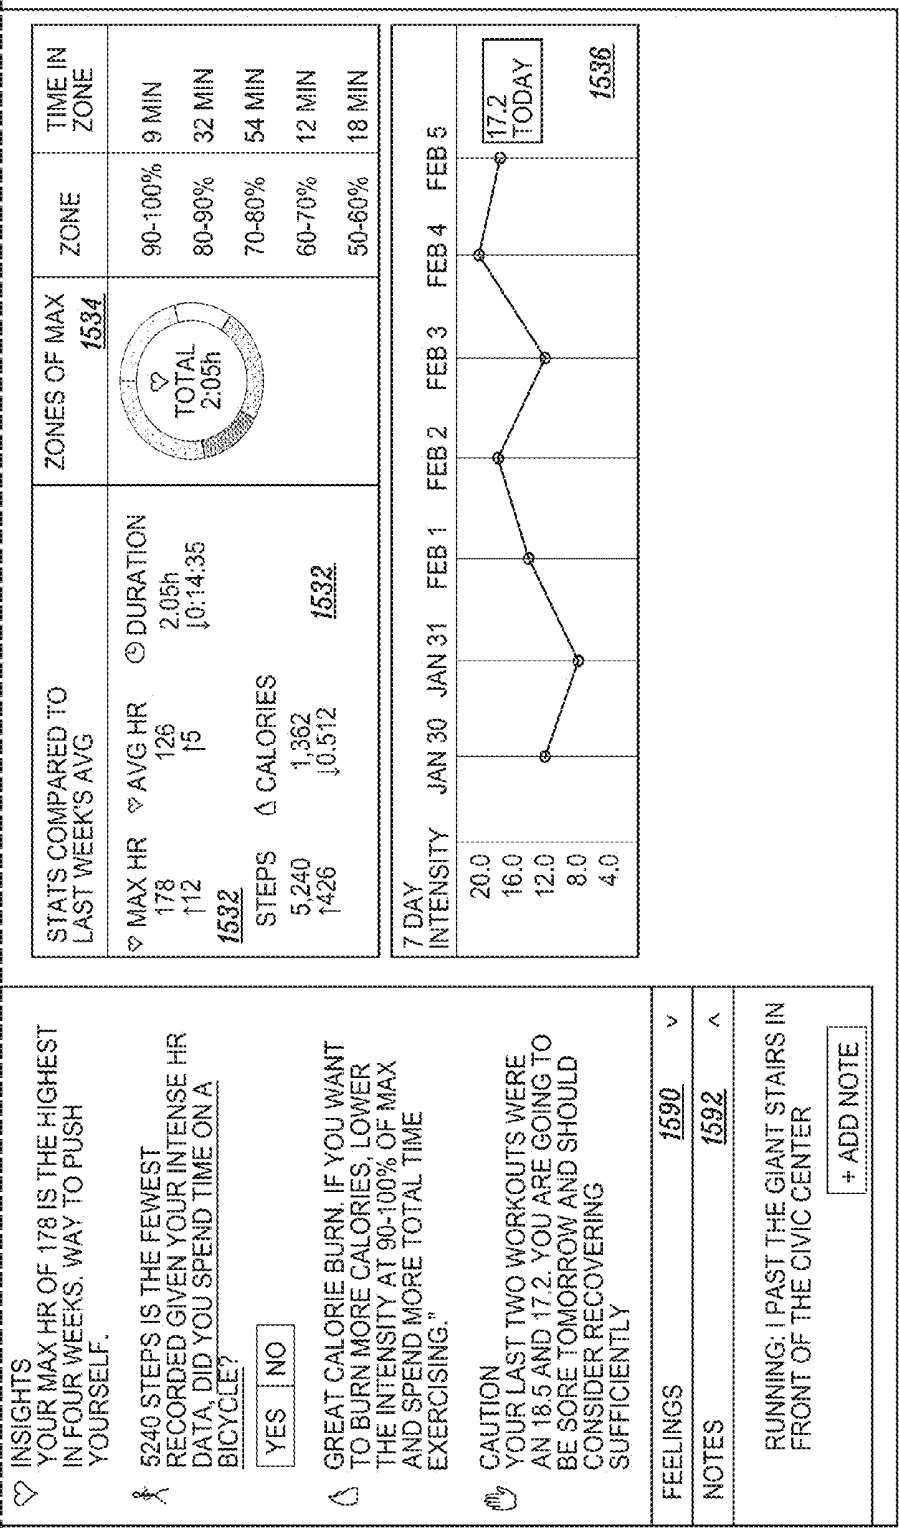 INSIGHTS
YOUR MAX HR OF 178 IS THE HIGHEST
IN FOUR WEEKS. WAY TO PUSH
YOURSELF.
5240 STEPS IS THE FEWEST
RECORDED GIVEN YOUR INTENSE HR
DATA, DID YOU SPEND TIME ON A
BICYCLE?
YES NO
GREAT CALORIE BURN. IF YOU WANT
TO BURN MORE CALORIES, LOWER
THE INTENSITY AT 90-100% OF MAX
AND SPEND MORE TOTAL TIME
EXERCISING."
CAUTION
YOUR LAST TWO WORKOUTS WERE
AN 18.5 AND 17.2. YOU ARE GOING TO
BE SORE TOMORROW AND SHOULD
CONSIDER RECOVERING
SUFFICIENTLY
FEELINGS 1590 v
NOTES 1592 ^
RUNNING: I PAST THE GIANT STAIRS IN
FRONT OF THE CIVIC CENTER
+ ADD NOTE
STATS COMPARED TO
LAST WEEK'S AVG
MAX HR AVG HR DURATION
178 126 2.05h
↑12 ↑5 ↓0:14:35
1532
STEPS CALORIES
5,240 1,362
↑426 ↓0.512
1532
ZONES OF MAX
1534
TOTAL
2:05h
ZONE TIME IN
ZONE
90-100% 9 MIN
80-90% 32 MIN
70-80% 54 MIN
60-70% 12 MIN
50-60% 18 MIN
7 DAY
INTENSITY JAN 30 JAN 31 FEB 1 FEB 2 FEB 3 FEB 4 FEB 5
20.0
16.0
12.0
8.0
4.0
17.2
TODAY
1536